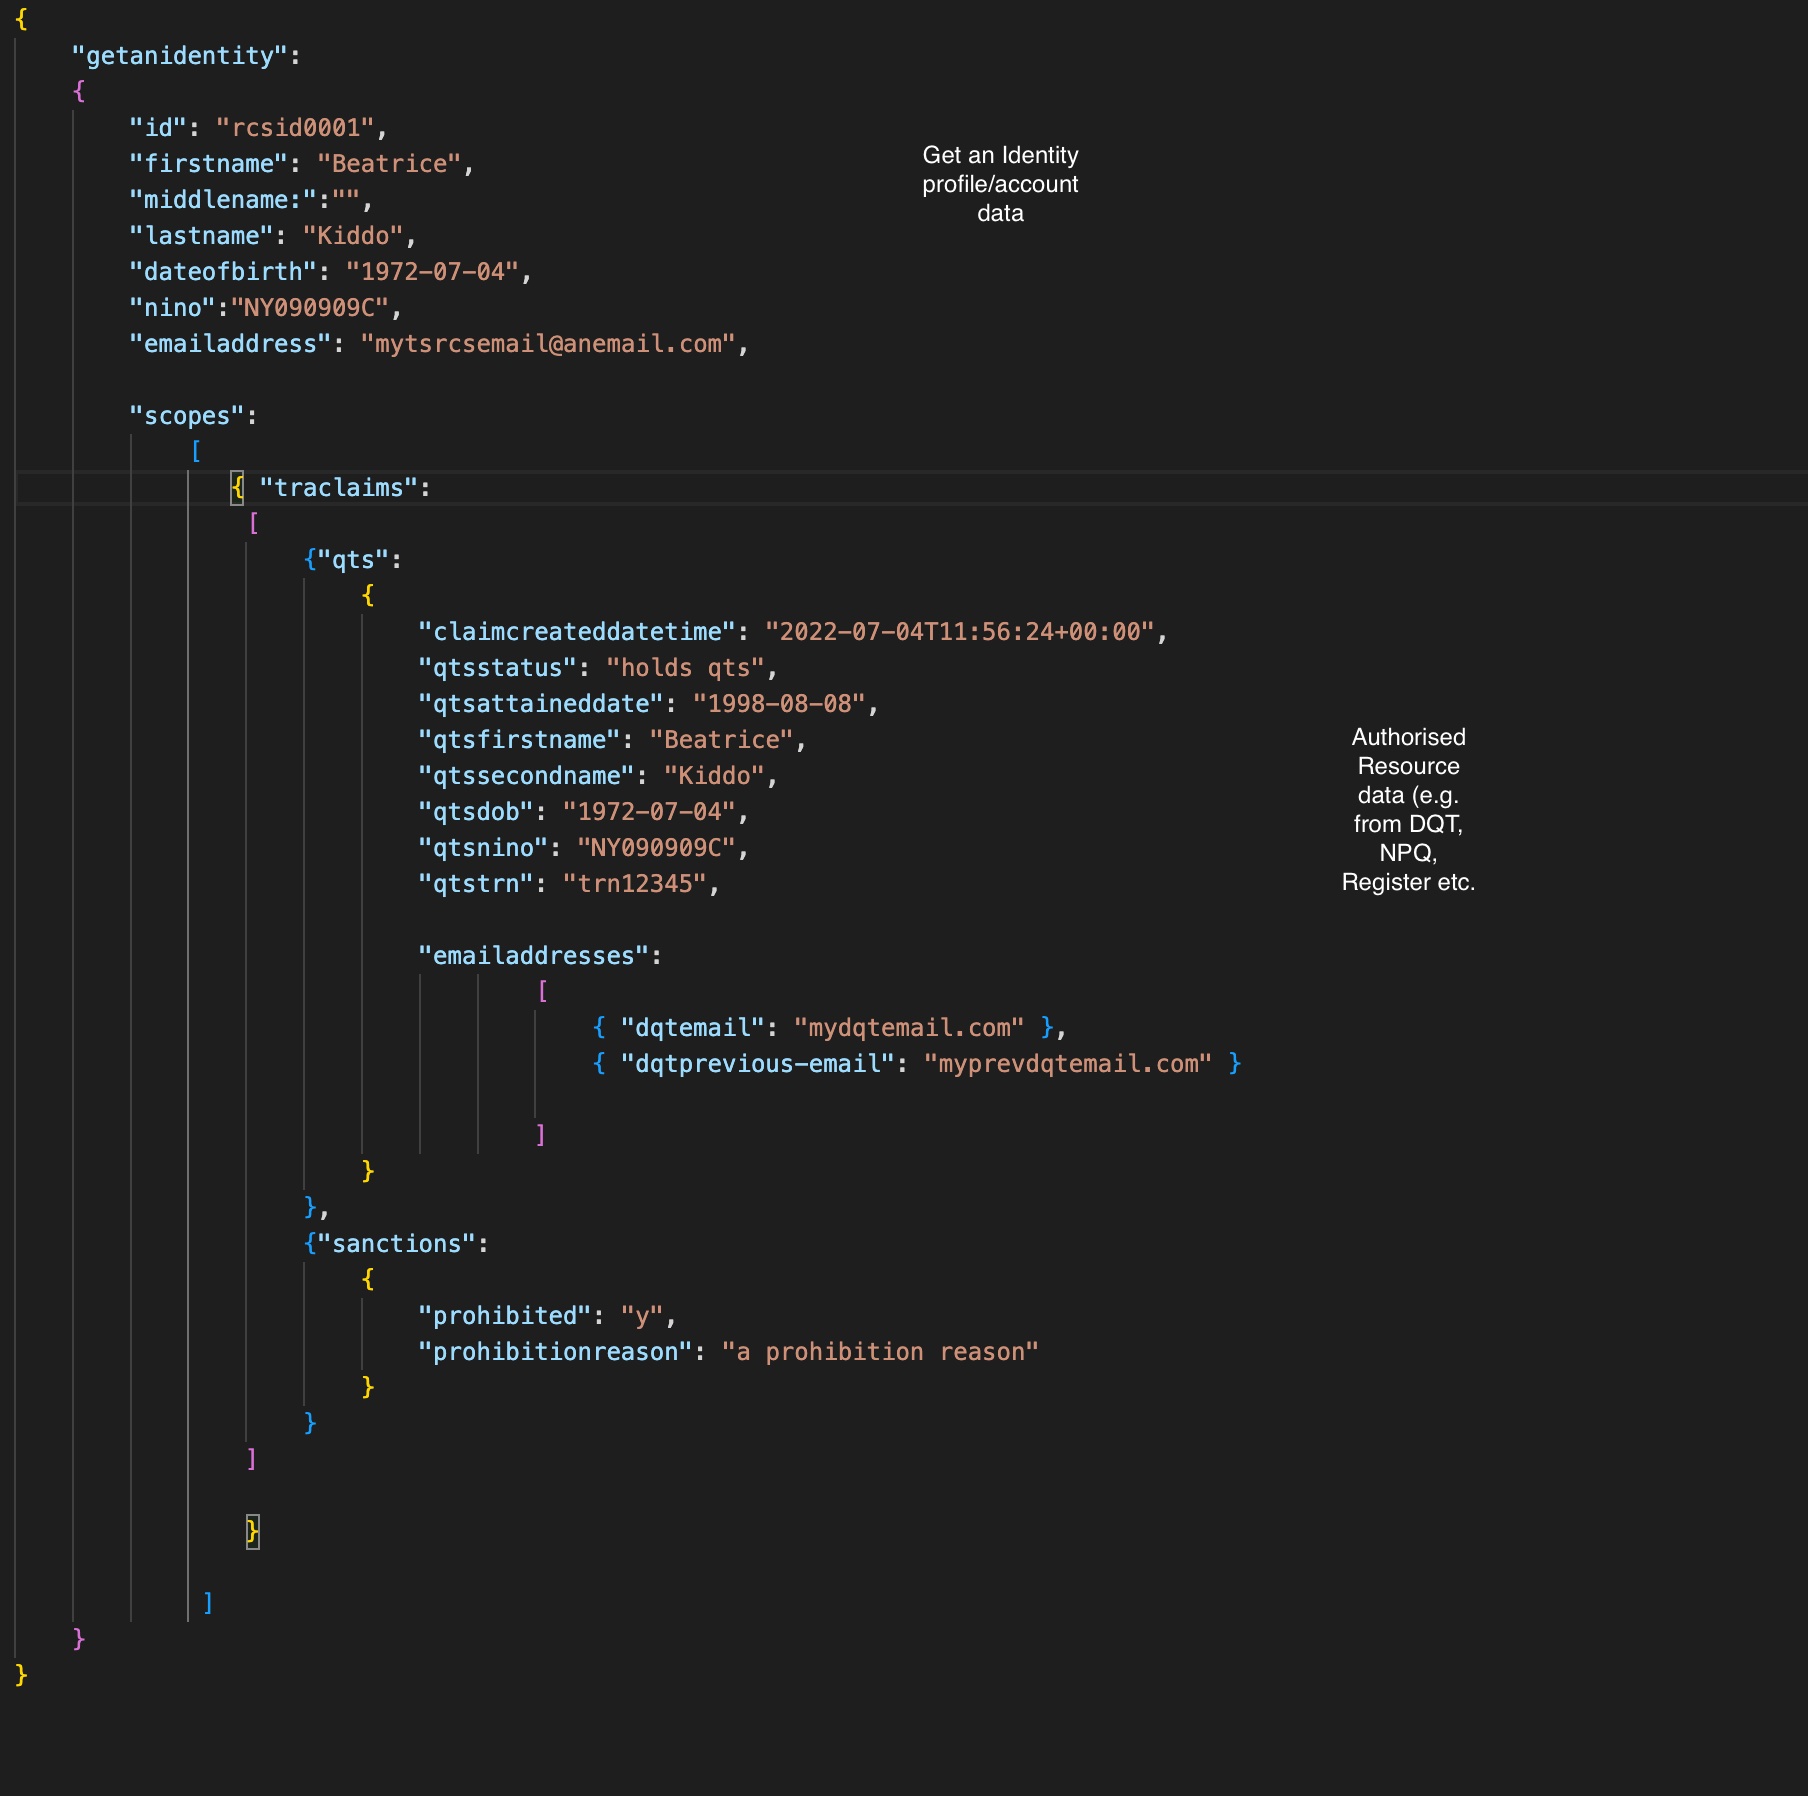 {
"getanidentity":
{
"id": "rcsid0001",
"firstname": "Beatrice",
"middlename:":"",
"lastname": "Kiddo",
"dateofbirth": "1972-07-04",
"nino":"NY090909C",
"emailaddress": "mytsrcsemail@anemail.com",
Get an Identity
profile/account
data
"scopes":
[
{ "traclaims":
[
{"qts":
{
"claimcreateddatetime": "2022-07-04T11:56:24+00:00",
"qtsstatus": "holds qts",
"qtsattaineddate": "1998-08-08",
"qtsfirstname": "Beatrice",
"qtssecondname": "Kiddo",
"qtsdob": "1972-07-04",
"qtsnino": "NY090909C",
"qtstrn": "trn12345",
Authorised
Resource
data (e.g.
from DQT,
NPQ,
Register etc.
"emailaddresses":
[
{ "dqtemail": "mydqtemail.com" },
{ "dqtprevious-email": "myprevdqtemail.com" }
]
}
},
{"sanctions":
{
"prohibited": "y",
"prohibitionreason": "a prohibition reason"
}
}
]
}
]
}
}